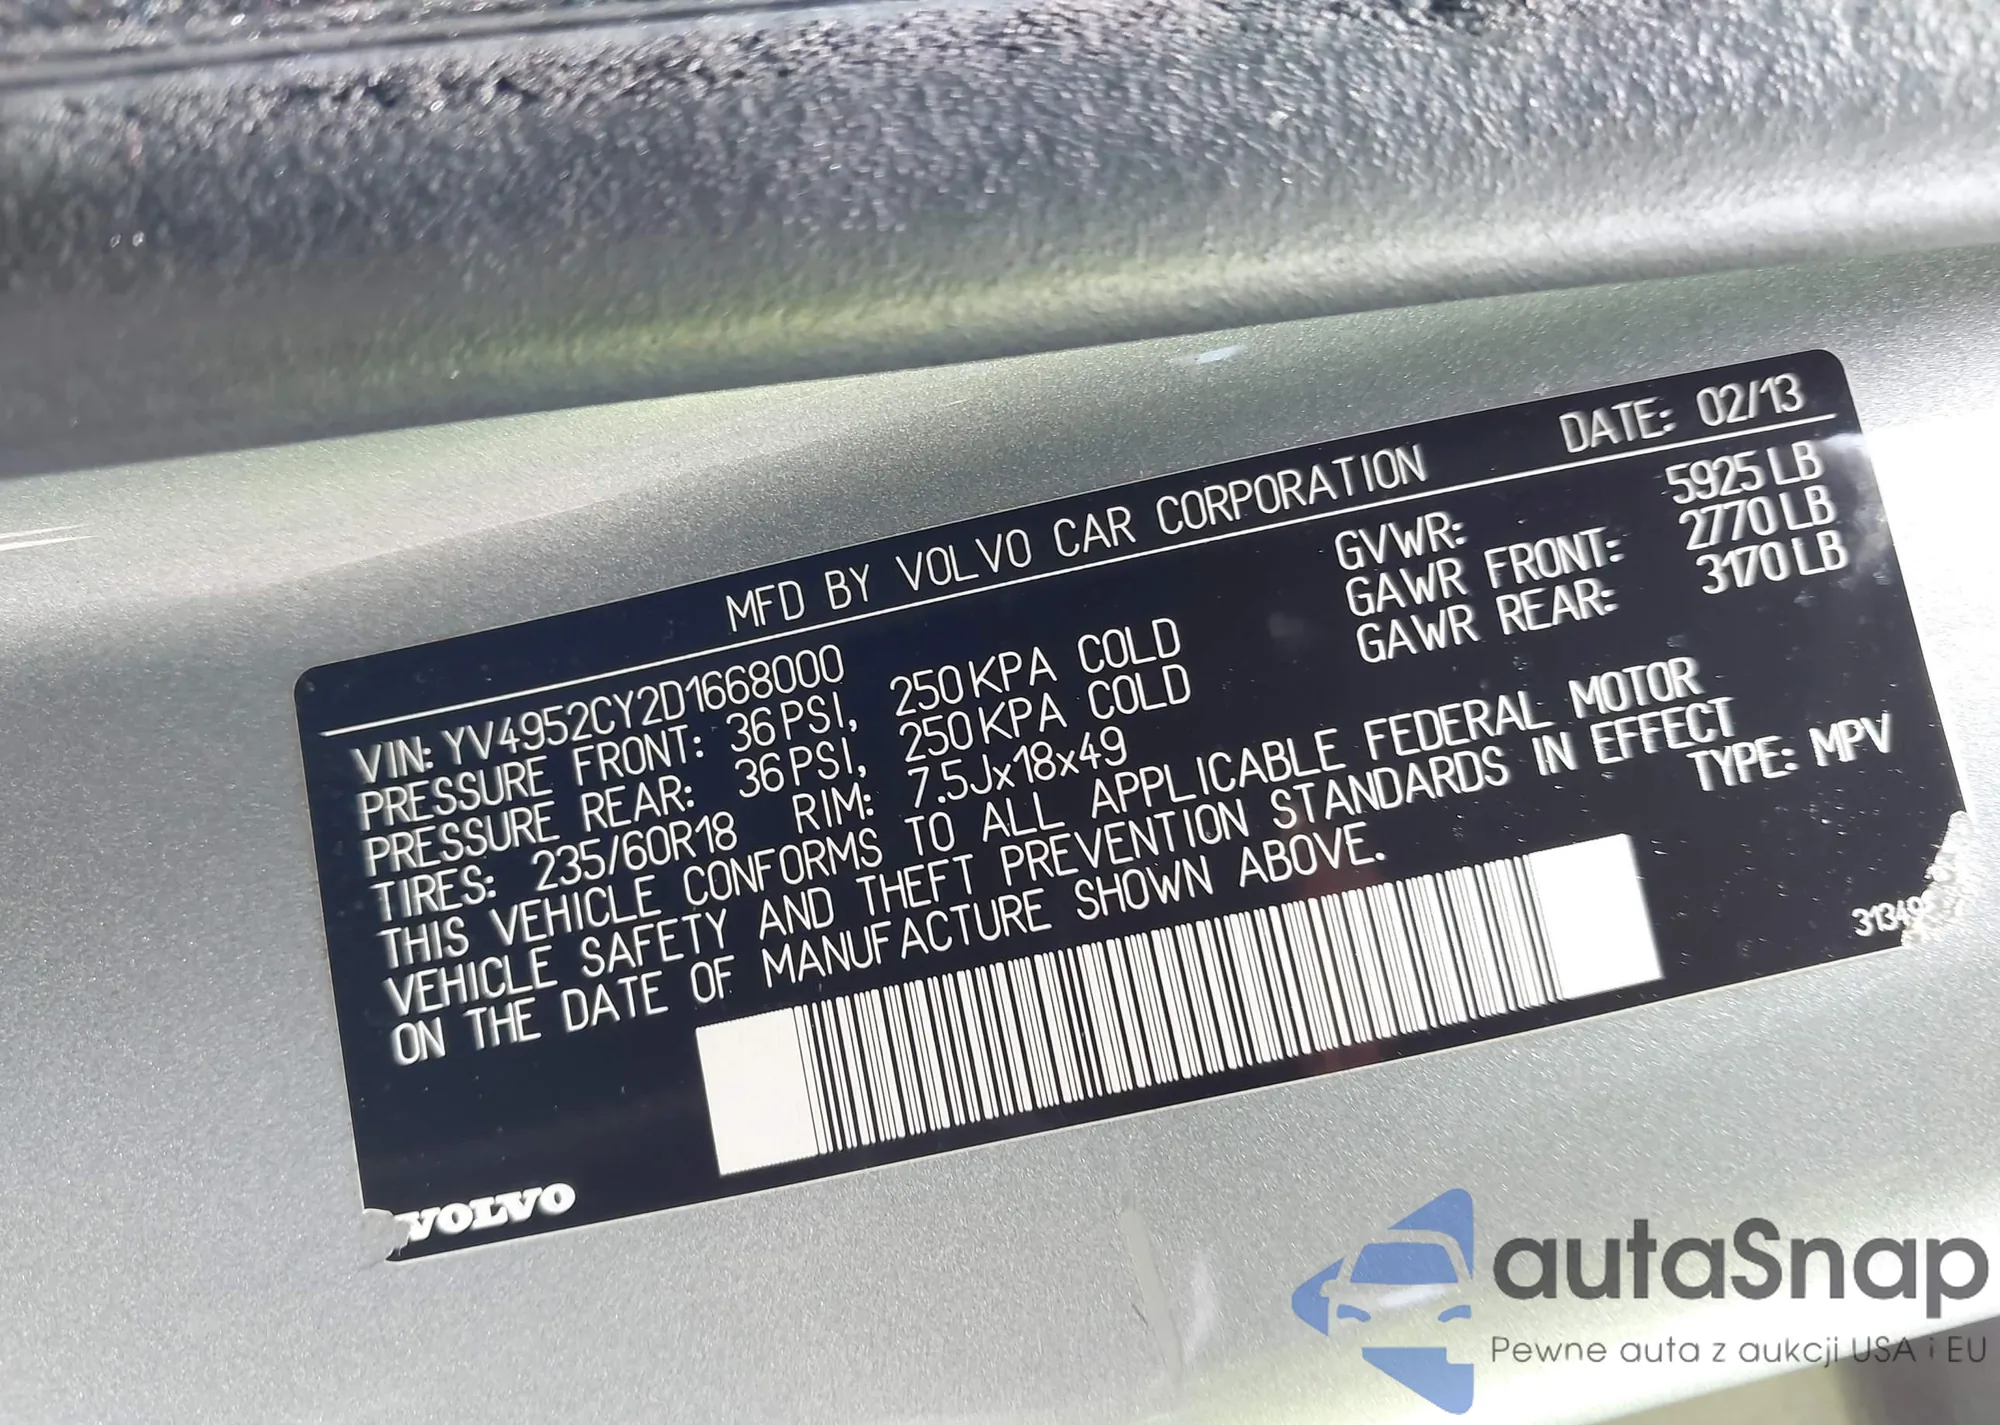 MFD BY VOLVO CAR CORPORATION DATE: 02/13
VIN: YV4952CY2D1668000 GVWR: 5925 LB
PRESSURE FRONT: 36 PSI, 250 KPA COLD GAWR FRONT: 2770 LB
PRESSURE REAR: 36 PSI, 250 KPA COLD GAWR REAR: 3170 LB
TIRES: 235/60R18 RIM: 7.5Jx18x49
THIS VEHICLE CONFORMS TO ALL APPLICABLE FEDERAL MOTOR
VEHICLE SAFETY AND THEFT PREVENTION STANDARDS IN EFFECT
ON THE DATE OF MANUFACTURE SHOWN ABOVE. TYPE: MPV
VOLVO
autaSnap
Pewne auta z aukcji USA i EU